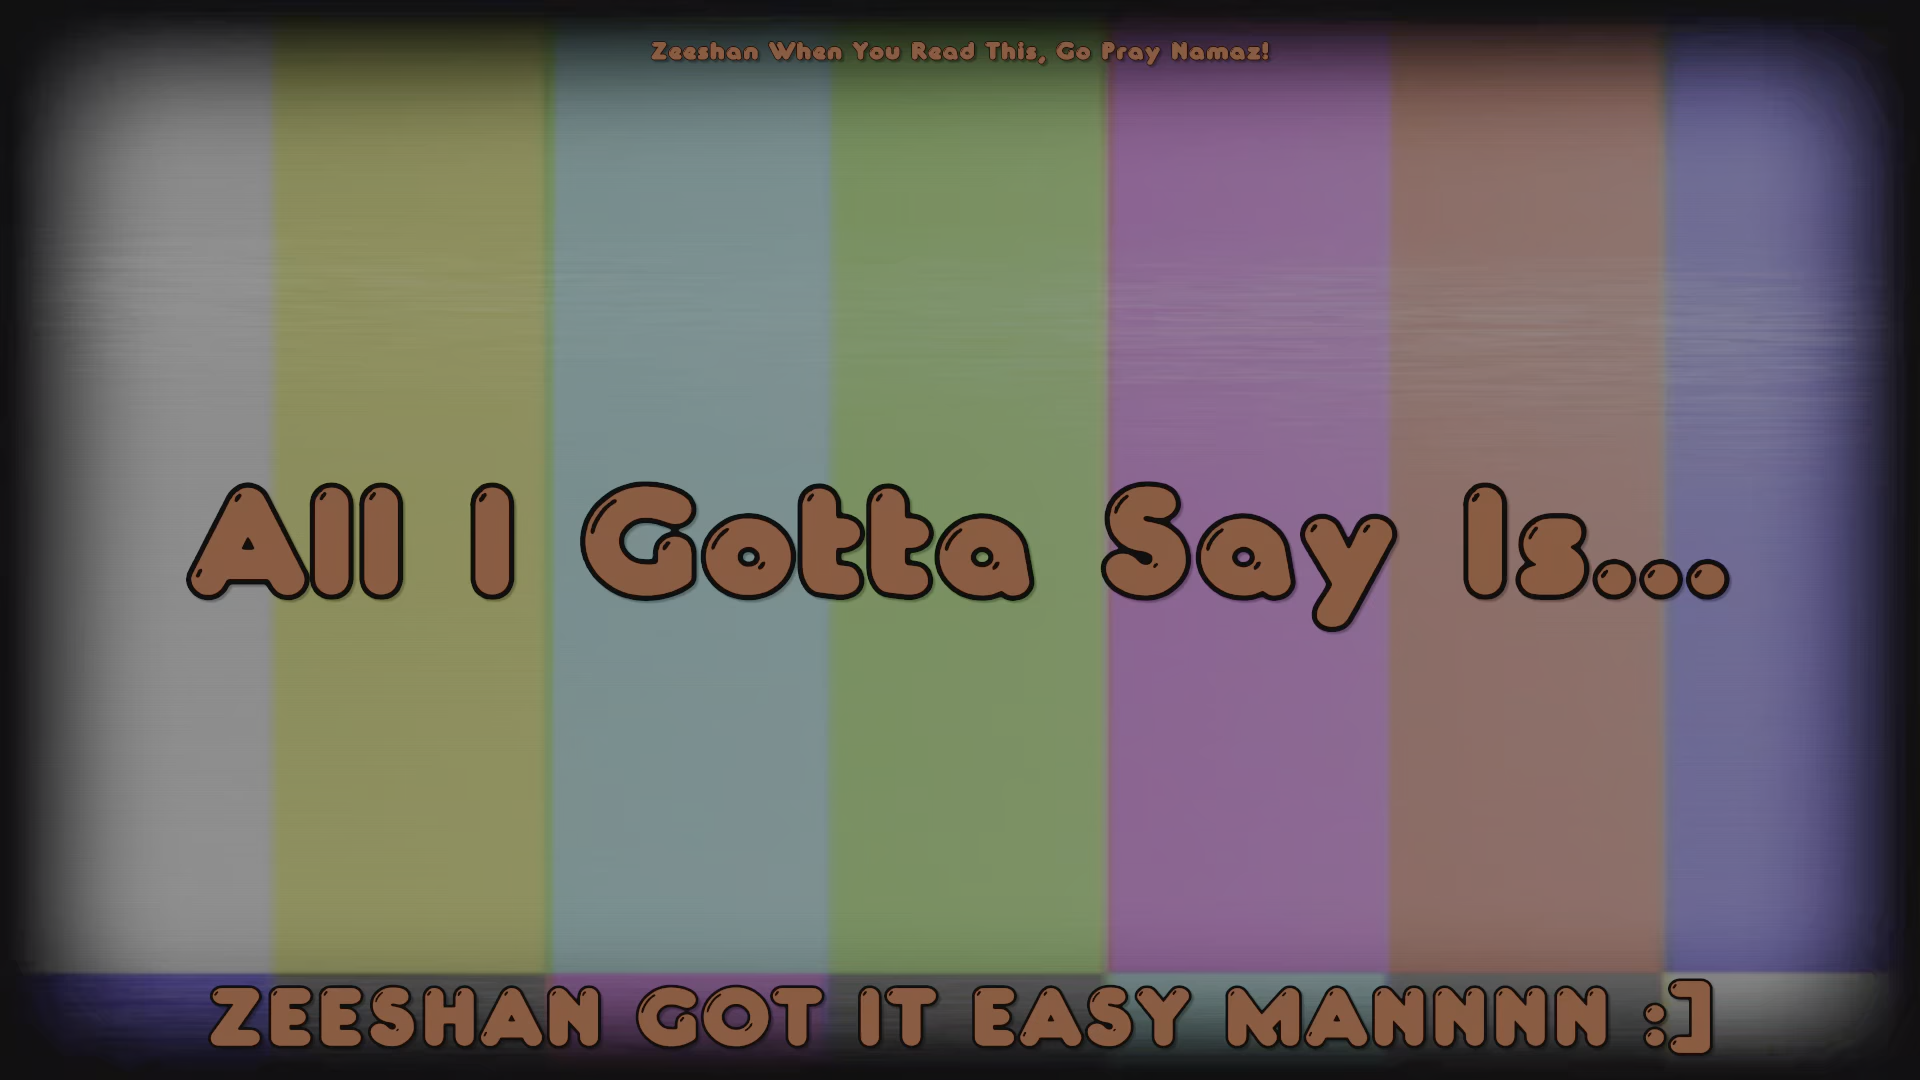 Zeeshan When You Read This, Go Pray Namaz!
All I Gotta Say Is...
ZEESHAN GOT IT EASY MANNNN :]